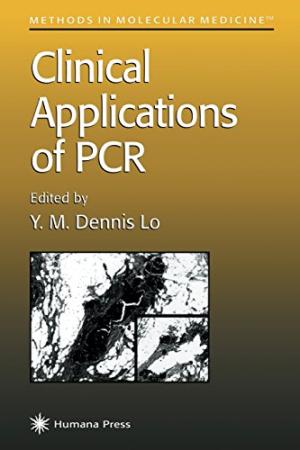 METHODS IN MOLECULAR MEDICINE™
Clinical
Applications
of PCR
Edited by
Y. M. Dennis Lo
Humana Press